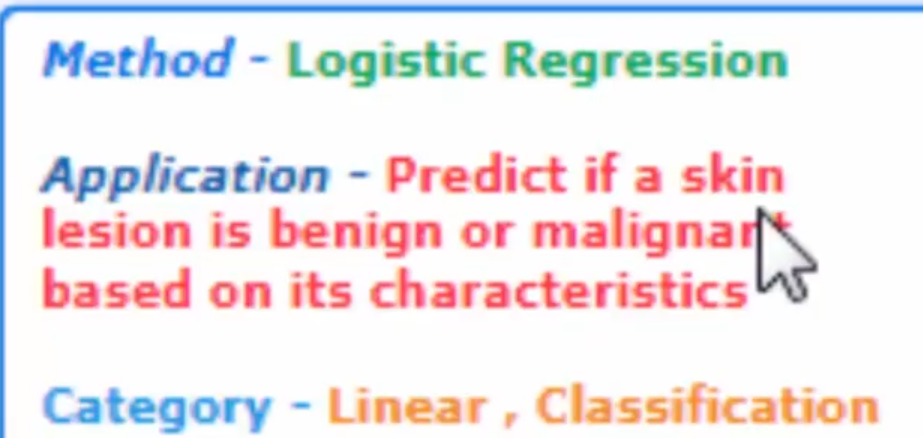 Method - Logistic Regression
Application - Predict if a skin
lesion is benign or malignant
based on its characteristics
Category - Linear , Classification